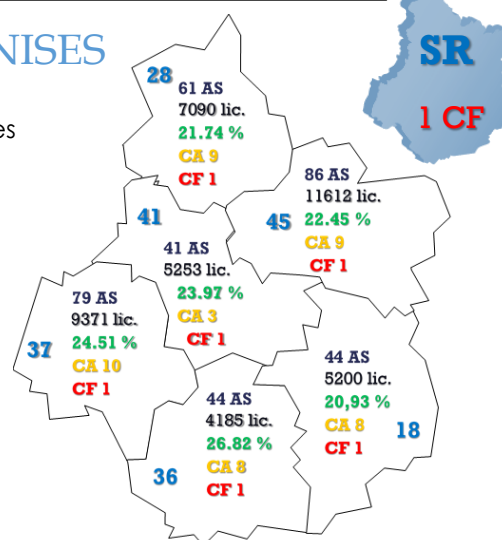 NISES
es
SR
1 CF
28
61 AS
7090 lic.
21.74 %
CA 9
CF 1
86 AS
11612 lic.
45
22.45 %
CA 9
CF 1
41
41 AS
5253 lic.
23.97 %
CA 3
CF 1
79 AS
9371 lic.
37
24.51 %
CA 10
CF 1
44 AS
5200 lic.
20,93 %
CA 8
18
CF 1
44 AS
4185 lic.
26.82 %
36
CA 8
CF 1